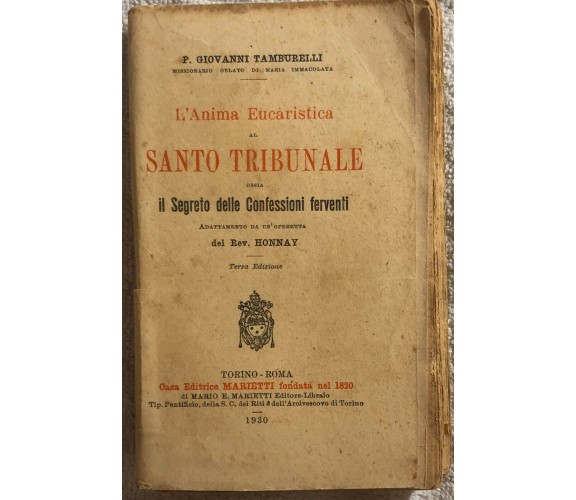 P. GIOVANNI TAMBURELLI
MISSIONARIO OBLATO DI MARIA IMMACOLATA
L'Anima Eucaristica
AL
SANTO TRIBUNALE
OSSIA
il Segreto delle Confessioni ferventi
ADATTAMENTO DA UN'OPERETTA
del REV. HONNAY
Terza Edizione
TORINO - ROMA
Casa Editrice MARIETTI fondata nel 1820
di MARIO E. MARIETTI Editore-Libraio
Tip. Pontificio, della S. C. dei Riti e dell'Arcivescovo di Torino
1930